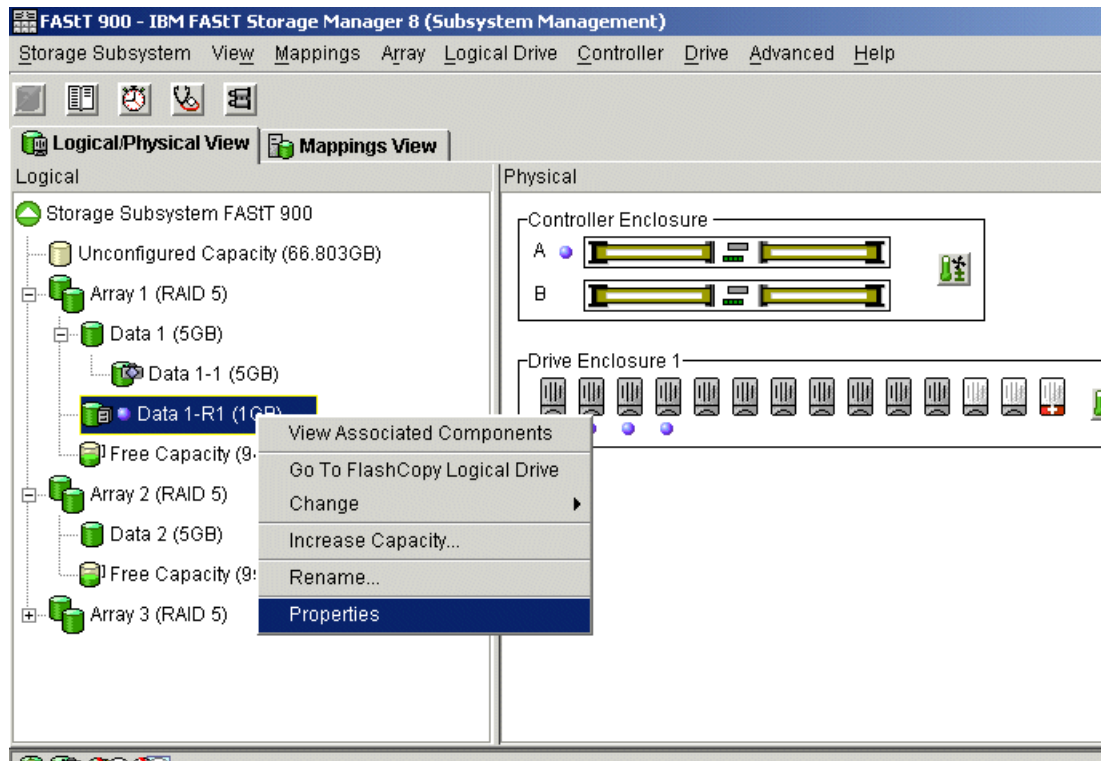 FAStT 900 - IBM FAStT Storage Manager 8 (Subsystem Management)
Storage Subsystem View Mappings Array Logical Drive Controller Drive Advanced Help
Logical/Physical View Mappings View
Logical
Storage Subsystem FAStT 900
Unconfigured Capacity (66.803GB)
Array 1 (RAID 5)
Data 1 (5GB)
Data 1-1 (5GB)
Data 1-R1 (1GB)
Free Capacity (9
Array 2 (RAID 5)
Data 2 (5GB)
Free Capacity (9
Array 3 (RAID 5)
View Associated Components
Go To FlashCopy Logical Drive
Change
Increase Capacity...
Rename...
Properties
Physical
Controller Enclosure
A
B
Drive Enclosure 1